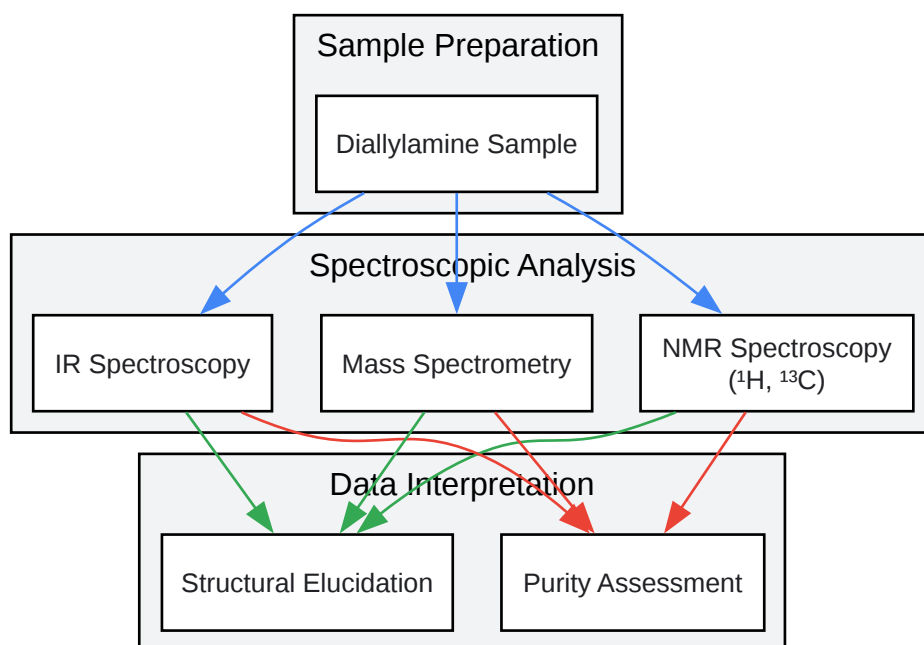 Sample Preparation
Diallylamine Sample
Spectroscopic Analysis
IR Spectroscopy
Mass Spectrometry
NMR Spectroscopy
(¹H, ¹³C)
Data Interpretation
Structural Elucidation
Purity Assessment